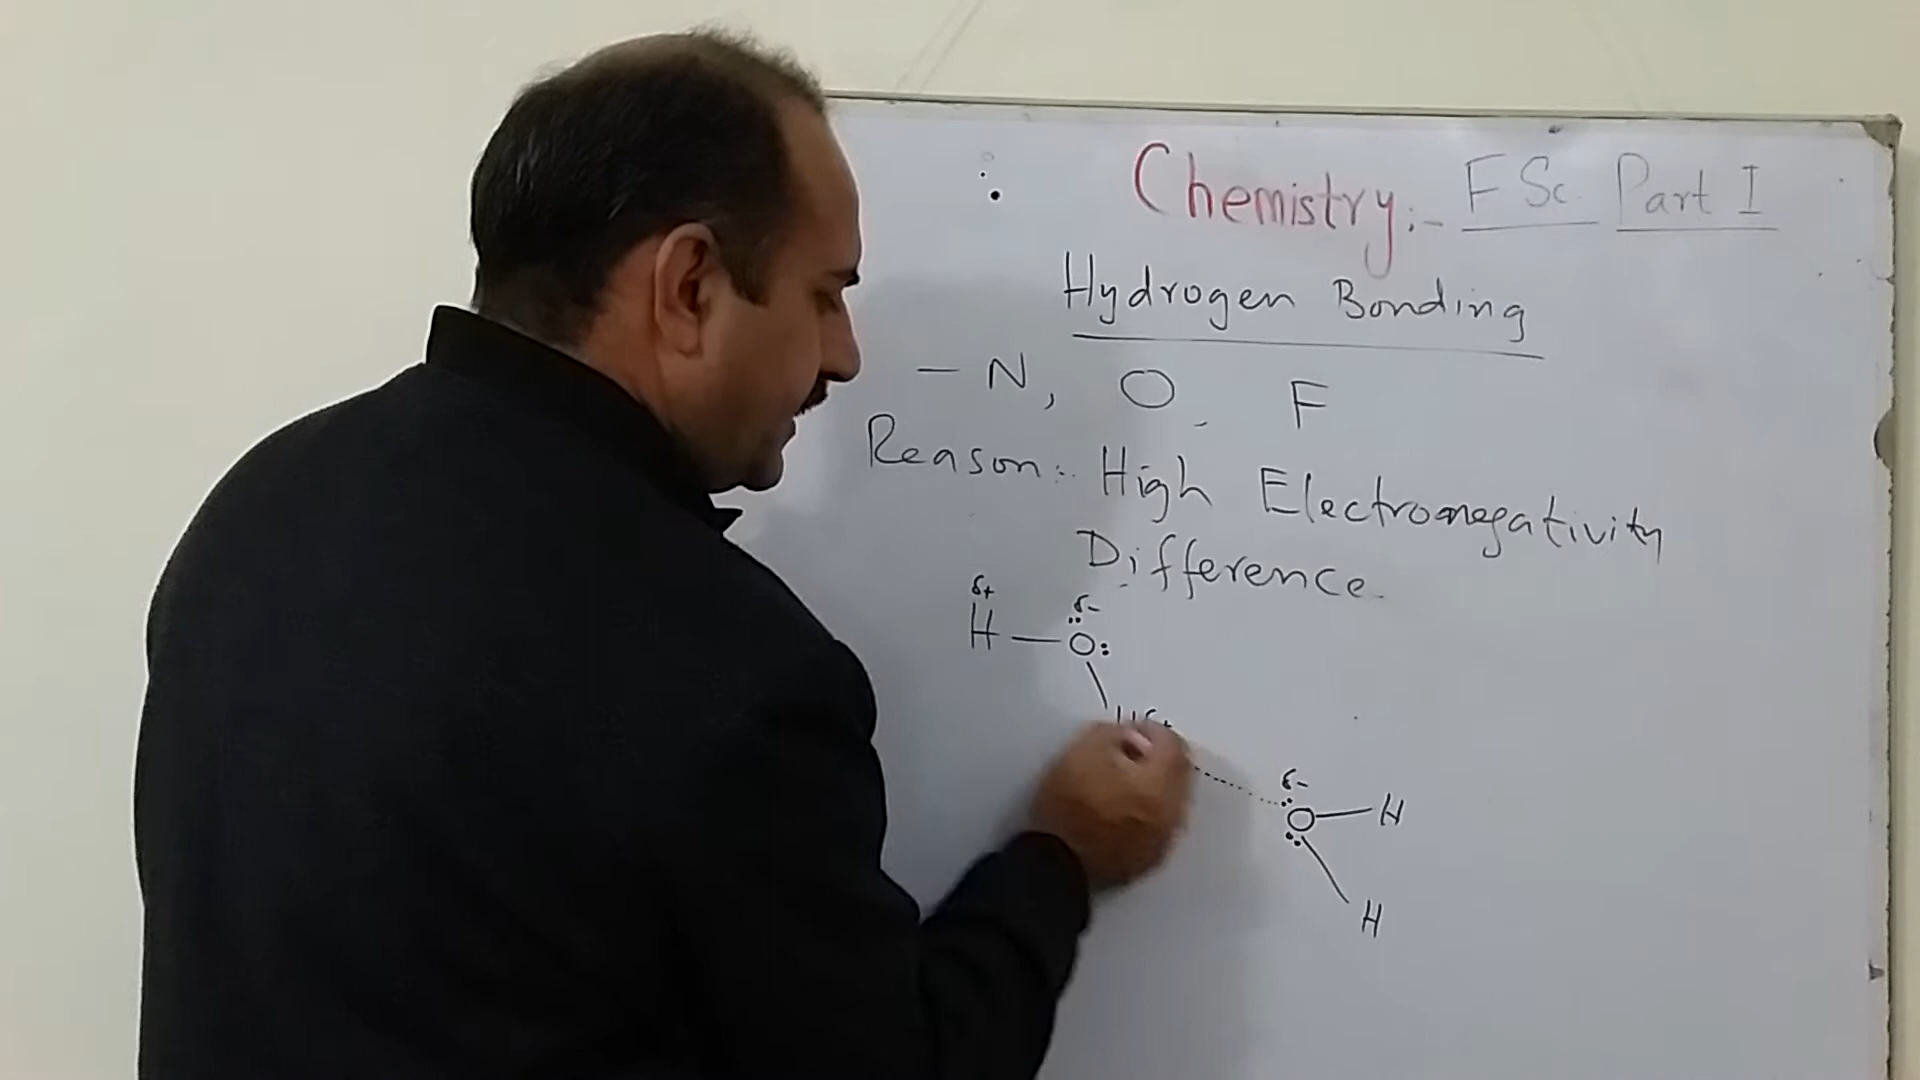 Chemistry:- FSc. Part I
Hydrogen Bonding
– N, O, F
Reason:- High Electronegativity
Difference.
δ+ δ-
H — O:
H δ+
δ-
O — H
H